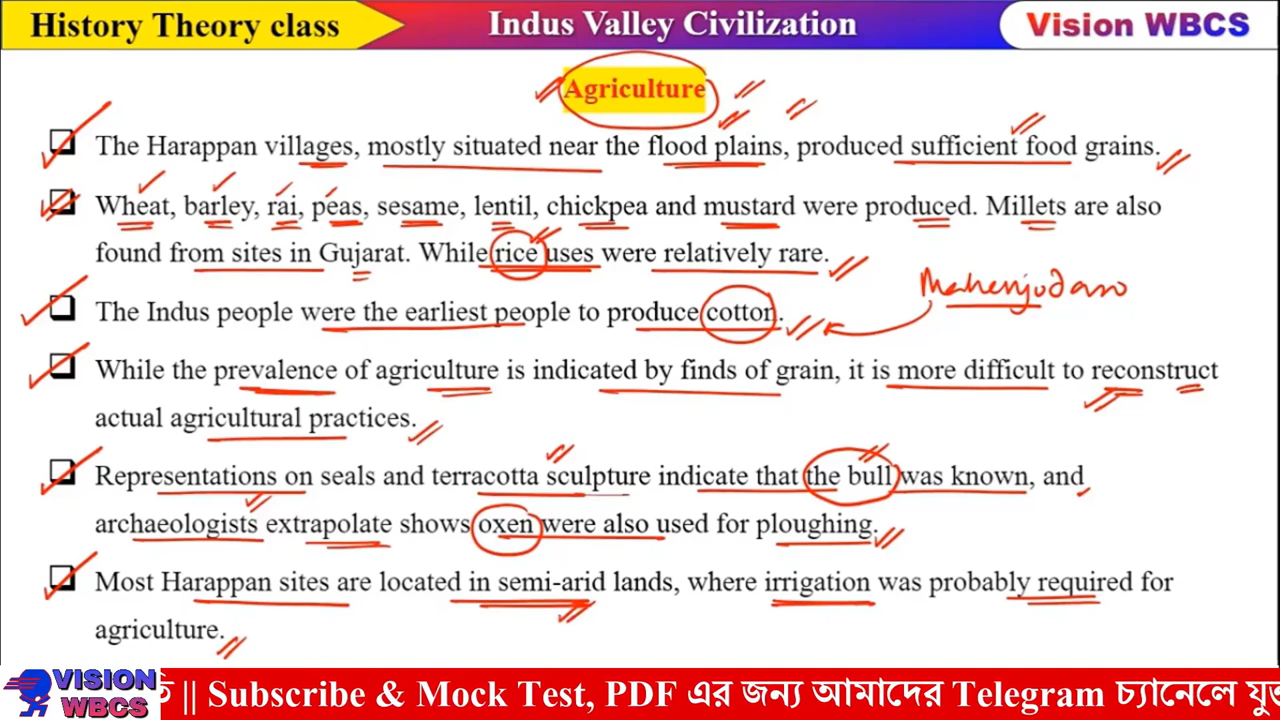 History Theory class
Indus Valley Civilization
Vision WBCS
Agriculture
The Harappan villages, mostly situated near the flood plains, produced sufficient food grains.
Wheat, barley, rai, peas, sesame, lentil, chickpea and mustard were produced. Millets are also
found from sites in Gujarat. While rice uses were relatively rare.
Mahenjodaro
The Indus people were the earliest people to produce cotton.
While the prevalence of agriculture is indicated by finds of grain, it is more difficult to reconstruct
actual agricultural practices.
Representations on seals and terracotta sculpture indicate that the bull was known, and
archaeologists extrapolate shows oxen were also used for ploughing.
Most Harappan sites are located in semi-arid lands, where irrigation was probably required for
agriculture.
VISION
WBCS
|| Subscribe & Mock Test, PDF এর জন্য আমাদের Telegram চ্যানেলে